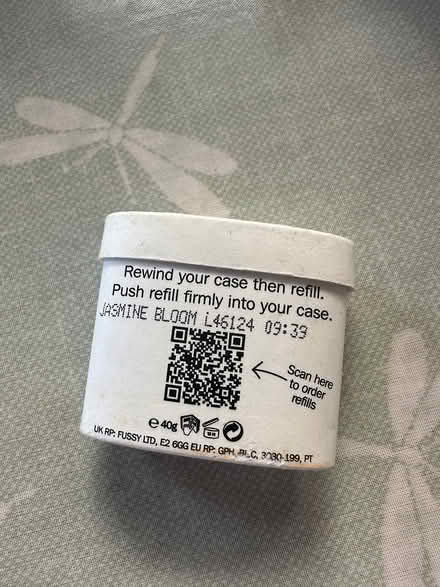 Rewind your case then refill.
Push refill firmly into your case.
JASMINE BLOOM L46124 09:39
Scan here
to order
refills
℮ 40g
UK RP: FUSSY LTD, E2 6GG EU RP: GPH, BLC, 3030-199, PT